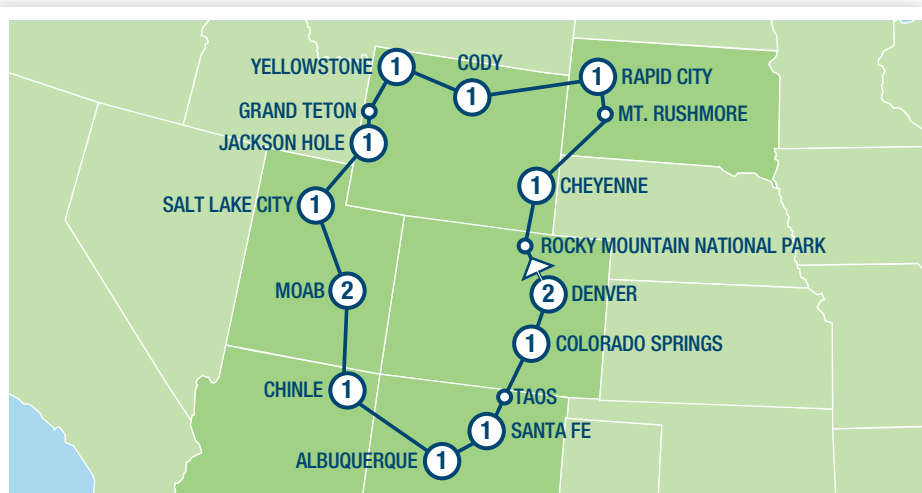 YELLOWSTONE 1
CODY
1
1 RAPID CITY
GRAND TETON
MT. RUSHMORE
JACKSON HOLE 1
1 CHEYENNE
SALT LAKE CITY 1
ROCKY MOUNTAIN NATIONAL PARK
MOAB 2
2 DENVER
1 COLORADO SPRINGS
CHINLE 1
TAOS
1 SANTA FE
ALBUQUERQUE 1